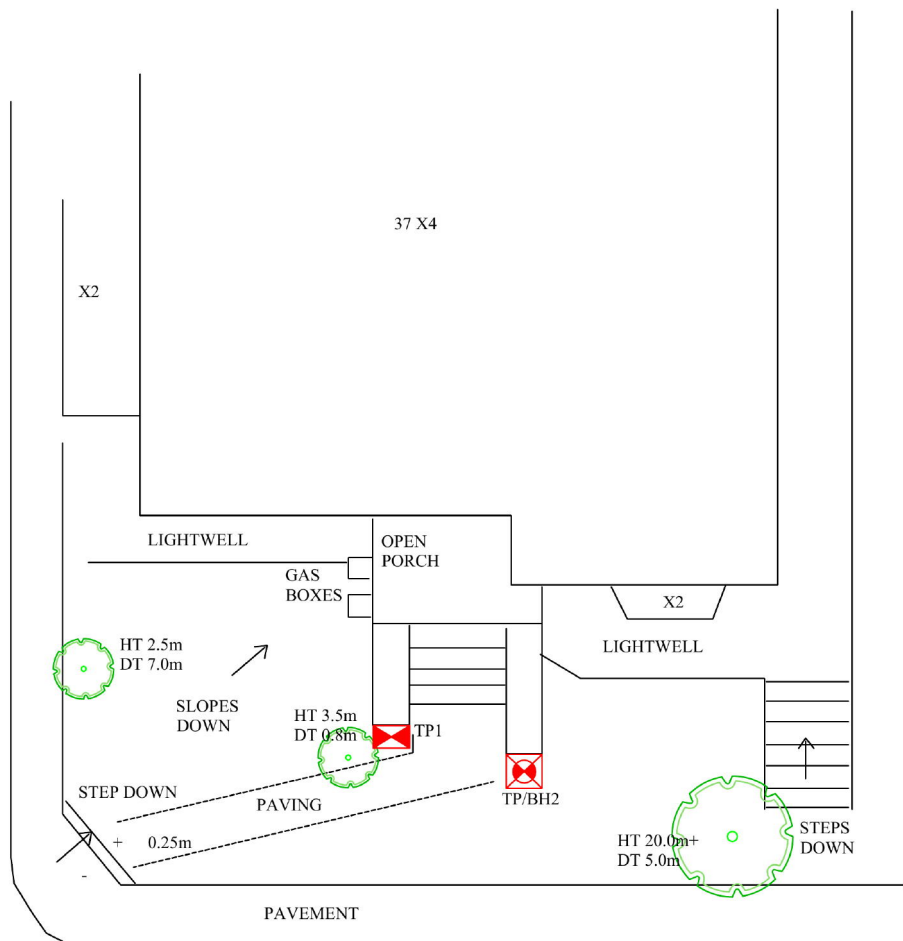 37 X4
X2
LIGHTWELL
OPEN
PORCH
GAS
BOXES
X2
LIGHTWELL
HT 2.5m
DT 7.0m
SLOPES
DOWN
HT 3.5m
DT 0.8m
TP1
STEP DOWN
PAVING
TP/BH2
+ 0.25m
-
HT 20.0m+
DT 5.0m
STEPS
DOWN
PAVEMENT